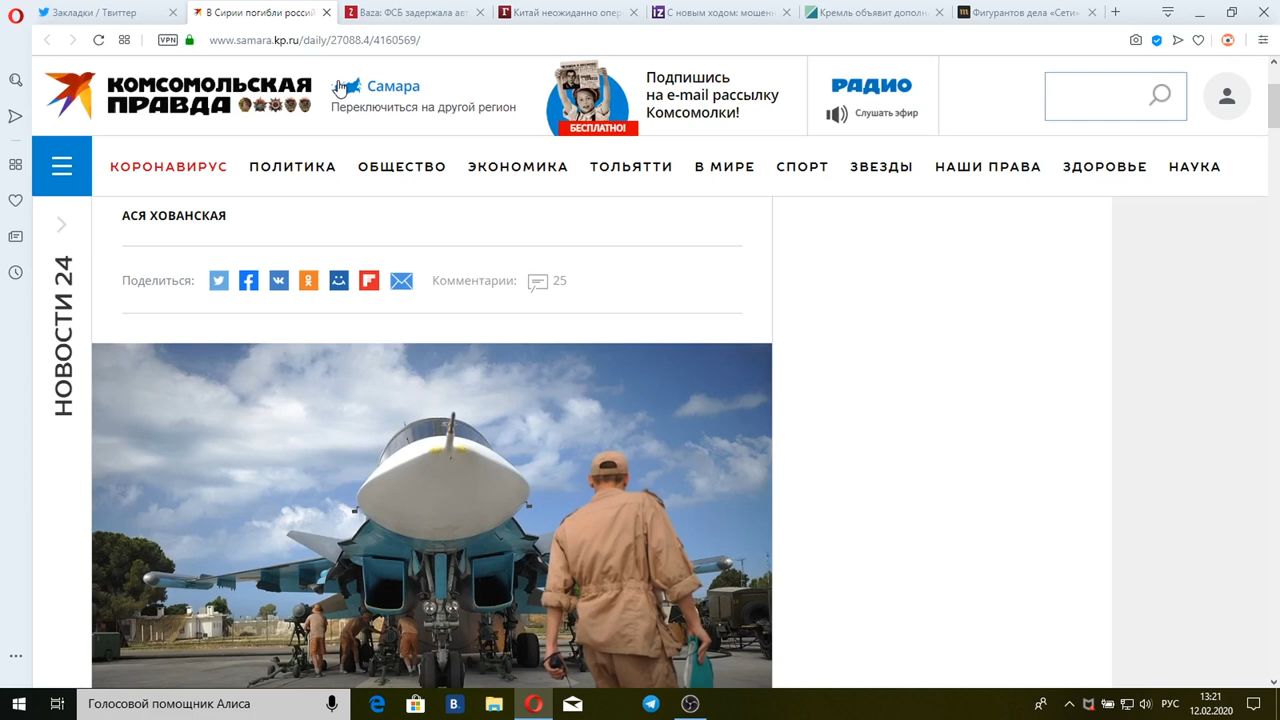 Закладки / Твиттер
В Сирии погибли россий
Baza: ФСБ задержала авт
Китай неожиданно опер
С новым ходом: мошенн
Кремль объявит дополн
Фигурантов дела «Сети»
VPN
www.samara.kp.ru/daily/27088.4/4160569/
КОМСОМОЛЬСКАЯ
ПРАВДА
Самара
Переключиться на другой регион
БЕСПЛАТНО!
Подпишись
на e-mail рассылку
Комсомолки!
РАДИО
Слушать эфир
КОРОНАВИРУС ПОЛИТИКА ОБЩЕСТВО ЭКОНОМИКА ТОЛЬЯТТИ В МИРЕ СПОРТ ЗВЕЗДЫ НАШИ ПРАВА ЗДОРОВЬЕ НАУКА
НОВОСТИ 24
АСЯ ХОВАНСКАЯ
Поделиться: Комментарии: 25
Голосовой помощник Алиса
РУС
13:21
12.02.2020